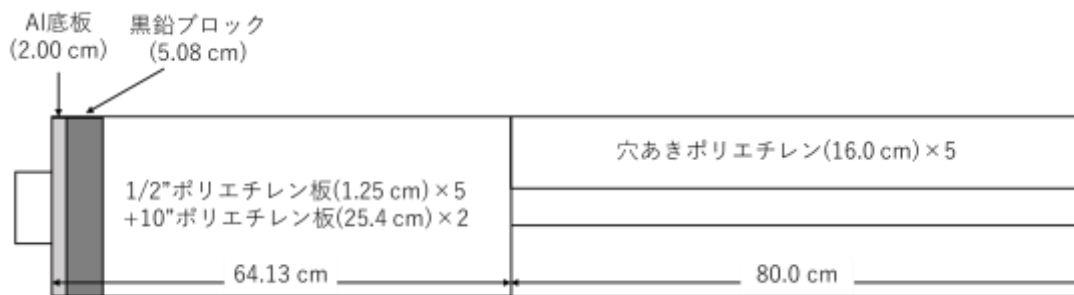 Al底板
(2.00 cm)
黒鉛ブロック
(5.08 cm)
穴あきポリエチレン(16.0 cm)×5
1/2”ポリエチレン板(1.25 cm)×5
+10”ポリエチレン板(25.4 cm)×2
64.13 cm
80.0 cm